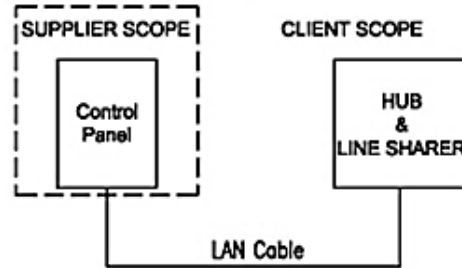 SUPPLIER SCOPE
CLIENT SCOPE
Control
Panel
HUB
&
LINE SHARER
LAN Cable